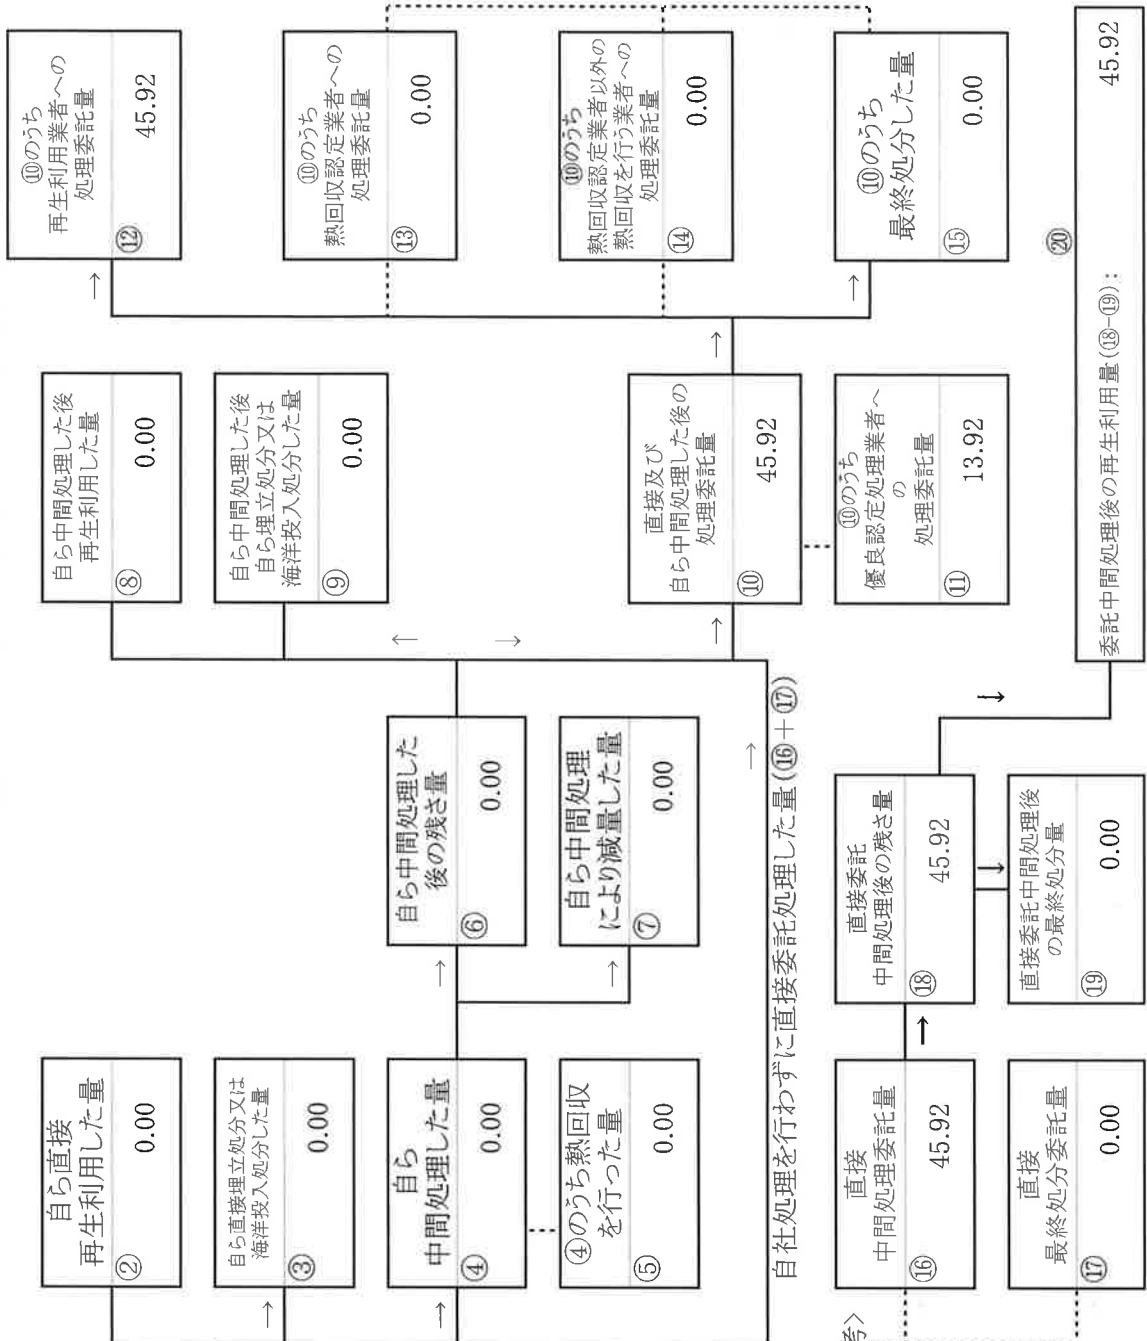 自ら直接
再生利用した量
②
0.00
自ら直接埋立処分又は
海洋投入処分した量
③
0.00
自ら
中間処理した量
④
0.00
④のうち熱回収
を行った量
⑤
0.00
自ら中間処理した
後の残さ量
⑥
0.00
自ら中間処理
により減量した量
⑦
0.00
自ら中間処理した後
再生利用した量
⑧
0.00
自ら中間処理した後
自ら埋立処分又は
海洋投入処分した量
⑨
0.00
直接及び
自ら中間処理した後の
処理委託量
⑩
45.92
⑩のうち
優良認定処理業者へ
の
処理委託量
⑪
13.92
⑩のうち
再生利用業者への
処理委託量
⑫
45.92
⑩のうち
熱回収認定業者への
処理委託量
⑬
0.00
⑩のうち
熱回収認定業者以外の
熱回収を行う業者への
処理委託量
⑭
0.00
⑩のうち
最終処分した量
⑮
0.00
自社処理を行わずに直接委託処理した量(⑯+⑰)
考>
直接
中間処理委託量
⑯
45.92
直接
最終処分委託量
⑰
0.00
直接委託
中間処理後の残さ量
⑱
45.92
直接委託中間処理後
の最終処分量
⑲
0.00
⑳
委託中間処理後の再生利用量(⑱-⑲):
45.92